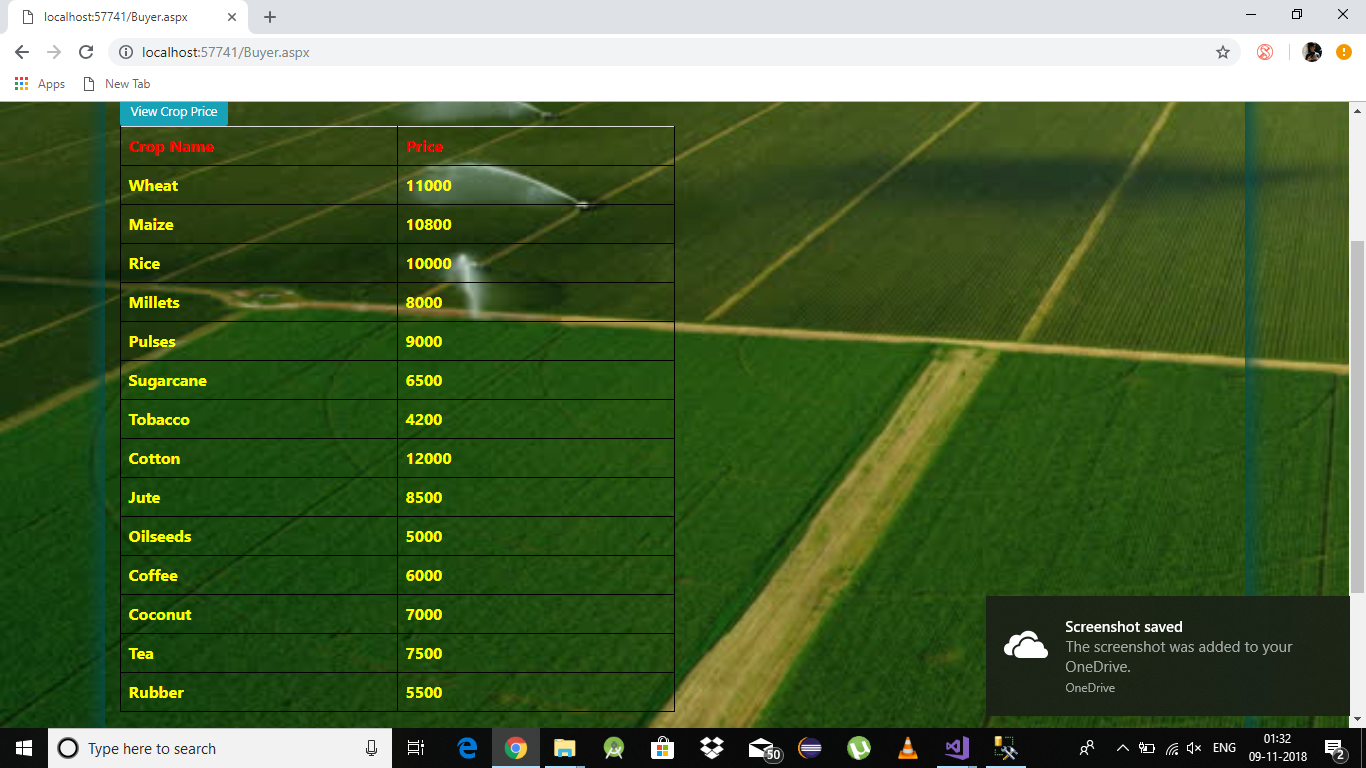 localhost:57741/Buyer.aspx
localhost:57741/Buyer.aspx
Apps New Tab
View Crop Price
Crop Name Price
Wheat 11000
Maize 10800
Rice 10000
Millets 8000
Pulses 9000
Sugarcane 6500
Tobacco 4200
Cotton 12000
Jute 8500
Oilseeds 5000
Coffee 6000
Coconut 7000
Tea 7500
Rubber 5500
Screenshot saved
The screenshot was added to your
OneDrive.
OneDrive
Type here to search
50
ENG
01:32
09-11-2018
2